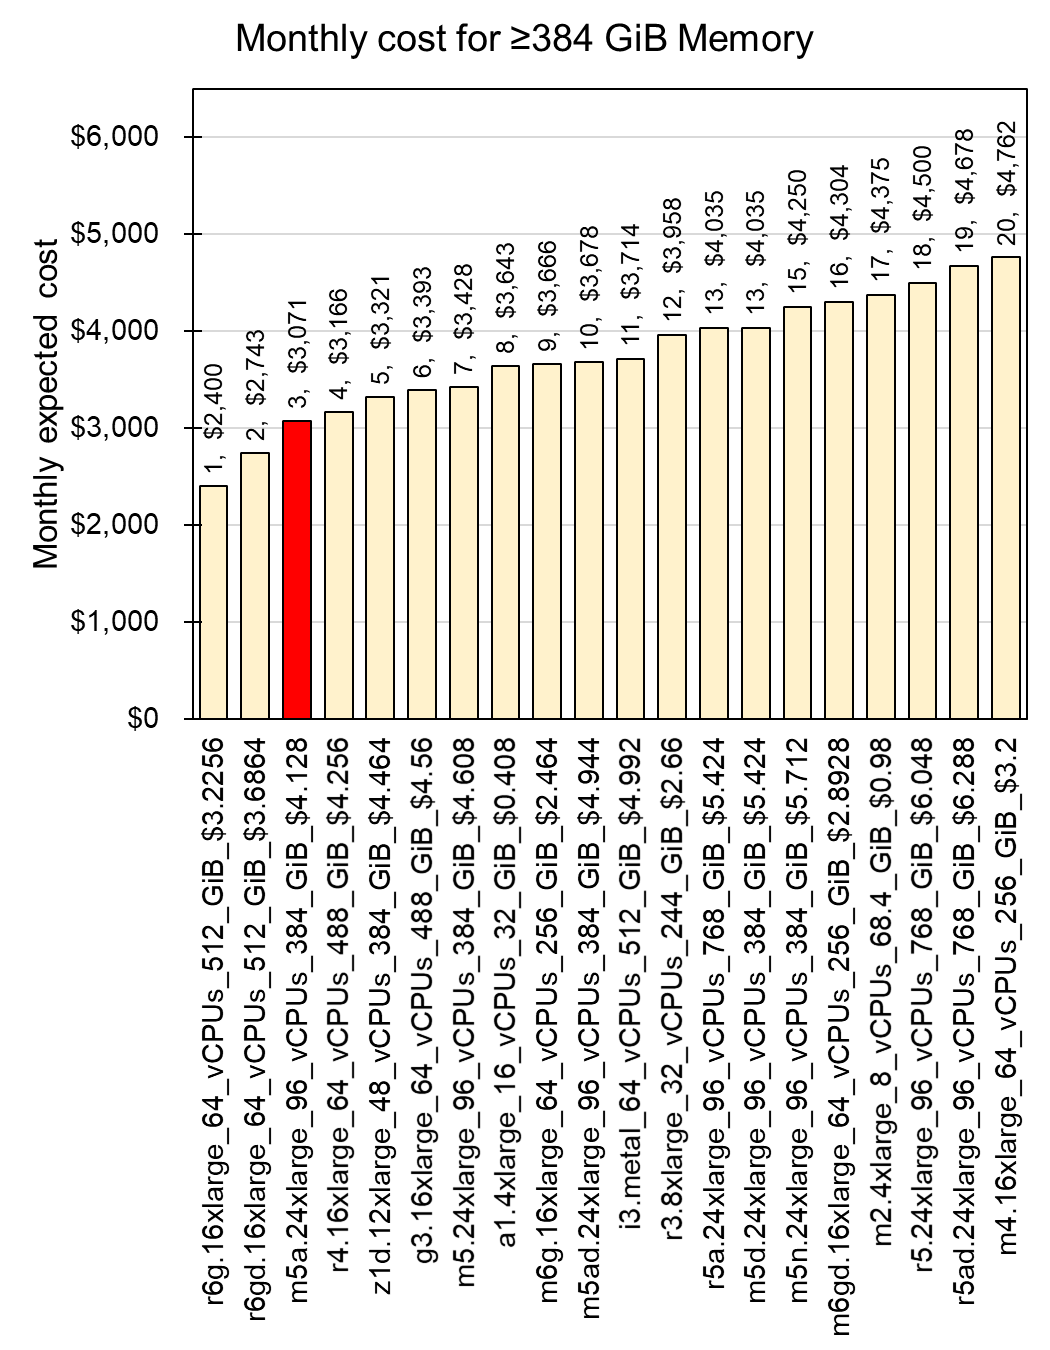 Monthly cost for ≥384 GiB Memory
Monthly expected cost
$6,000
$5,000
$4,000
$3,000
$2,000
$1,000
$0
1, $2,400
2, $2,743
3, $3,071
4, $3,166
5, $3,321
6, $3,393
7, $3,428
8, $3,643
9, $3,666
10, $3,678
11, $3,714
12, $3,958
13, $4,035
13, $4,035
15, $4,250
16, $4,304
17, $4,375
18, $4,500
19, $4,678
20, $4,762
r6g.16xlarge_64_vCPUs_512_GiB_$3.2256
r6gd.16xlarge_64_vCPUs_512_GiB_$3.6864
m5a.24xlarge_96_vCPUs_384_GiB_$4.128
r4.16xlarge_64_vCPUs_488_GiB_$4.256
z1d.12xlarge_48_vCPUs_384_GiB_$4.464
g3.16xlarge_64_vCPUs_488_GiB_$4.56
m5.24xlarge_96_vCPUs_384_GiB_$4.608
a1.4xlarge_16_vCPUs_32_GiB_$0.408
m6g.16xlarge_64_vCPUs_256_GiB_$2.464
m5ad.24xlarge_96_vCPUs_384_GiB_$4.944
i3.metal_64_vCPUs_512_GiB_$4.992
r3.8xlarge_32_vCPUs_244_GiB_$2.66
r5a.24xlarge_96_vCPUs_768_GiB_$5.424
m5d.24xlarge_96_vCPUs_384_GiB_$5.424
m5n.24xlarge_96_vCPUs_384_GiB_$5.712
m6gd.16xlarge_64_vCPUs_256_GiB_$2.8928
m2.4xlarge_8_vCPUs_68.4_GiB_$0.98
r5.24xlarge_96_vCPUs_768_GiB_$6.048
r5ad.24xlarge_96_vCPUs_768_GiB_$6.288
m4.16xlarge_64_vCPUs_256_GiB_$3.2